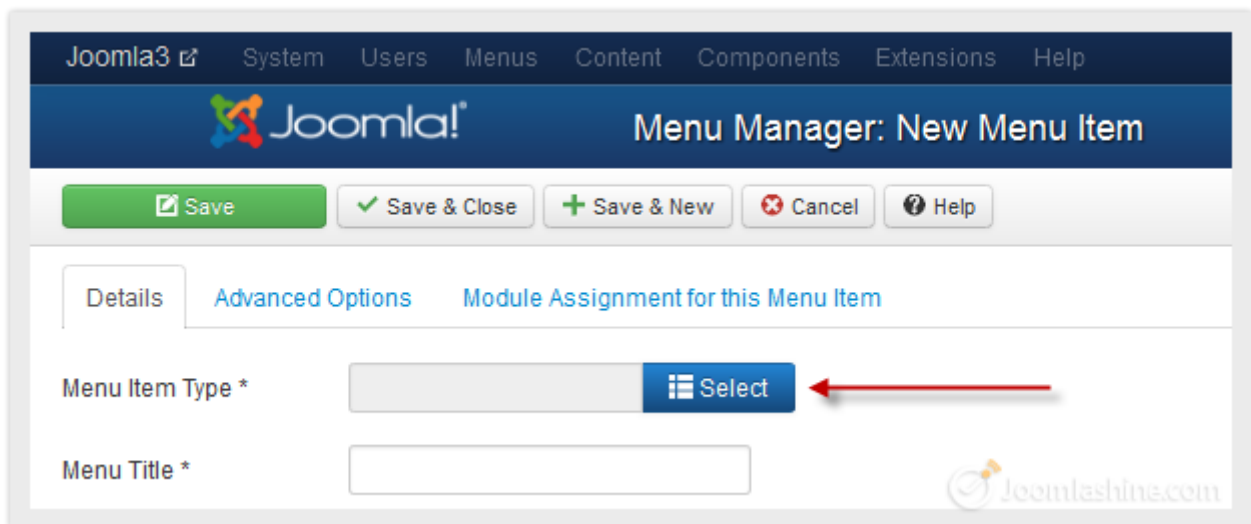 Joomla3 System Users Menus Content Components Extensions Help
Joomla!® Menu Manager: New Menu Item
Save Save & Close Save & New Cancel Help
Details Advanced Options Module Assignment for this Menu Item
Menu Item Type * Select
Menu Title *
Joomlashine.com